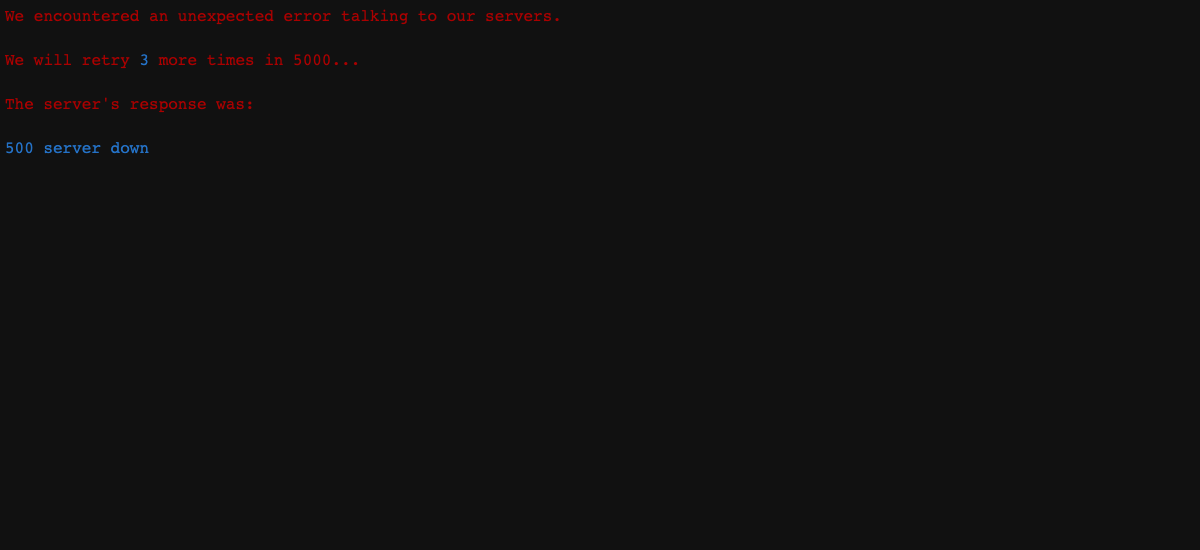 We encountered an unexpected error talking to our servers.
We will retry 3 more times in 5000...
The server's response was:
500 server down